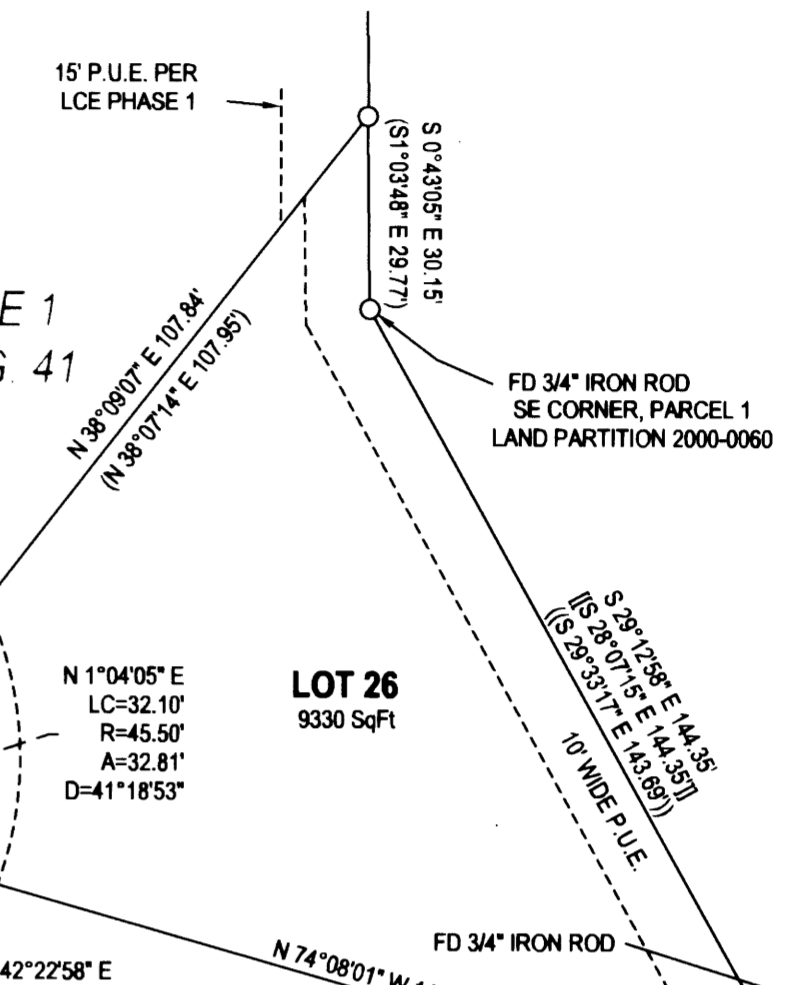 15' P.U.E. PER
LCE PHASE 1
S 0°43'05" E 30.15'
(S1°03'48" E 29.77')
E 1
G. 41
N 38°09'07" E 107.84'
(N 38°07'14" E 107.95')
FD 3/4" IRON ROD
SE CORNER, PARCEL 1
LAND PARTITION 2000-0060
S 29°12'58" E 144.35'
[[S 28°07'15" E 144.35']]
((S 29°33'17" E 143.69'))
N 1°04'05" E
LC=32.10'
R=45.50'
A=32.81'
D=41°18'53"
LOT 26
9330 SqFt
10' WIDE P.U.E.
FD 3/4" IRON ROD
N 74°08'01" W
42°22'58" E